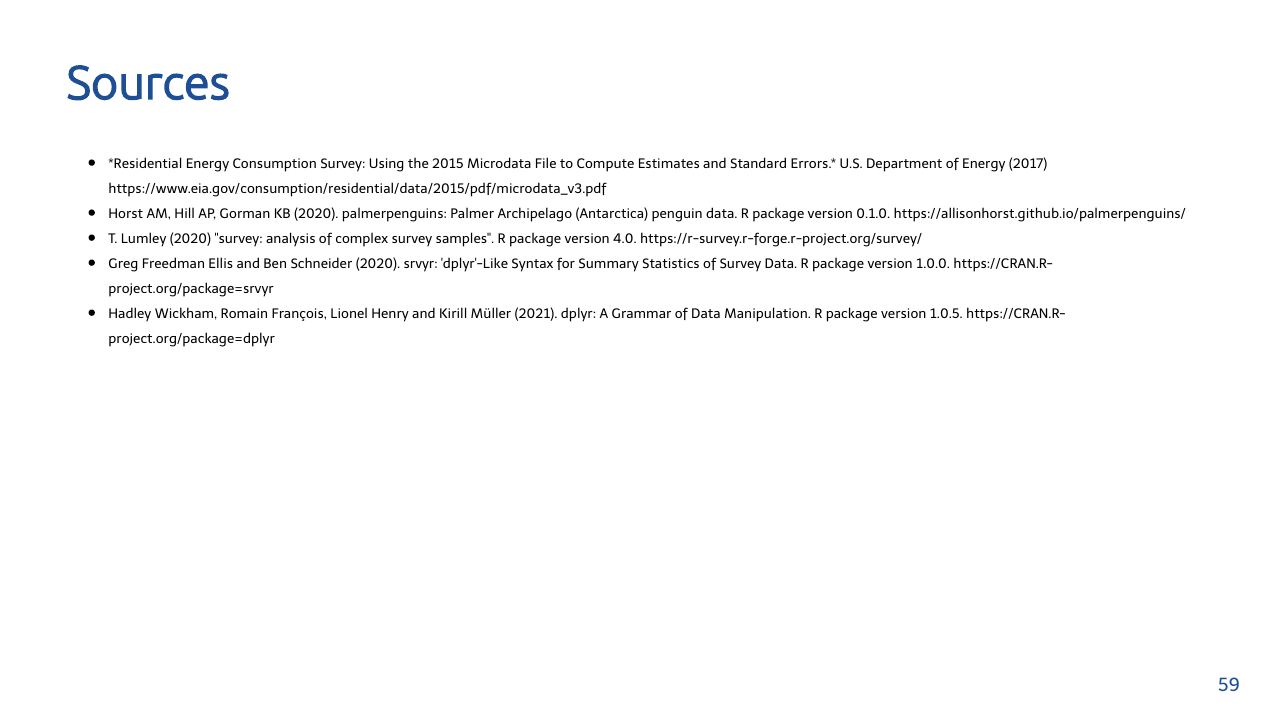 Sources
• *Residential Energy Consumption Survey: Using the 2015 Microdata File to Compute Estimates and Standard Errors.* U.S. Department of Energy (2017)
https://www.eia.gov/consumption/residential/data/2015/pdf/microdata_v3.pdf
• Horst AM, Hill AP, Gorman KB (2020). palmerpenguins: Palmer Archipelago (Antarctica) penguin data. R package version 0.1.0. https://allisonhorst.github.io/palmerpenguins/
• T. Lumley (2020) "survey: analysis of complex survey samples". R package version 4.0. https://r-survey.r-forge.r-project.org/survey/
• Greg Freedman Ellis and Ben Schneider (2020). srvyr: 'dplyr'-Like Syntax for Summary Statistics of Survey Data. R package version 1.0.0. https://CRAN.R-
project.org/package=srvyr
• Hadley Wickham, Romain François, Lionel Henry and Kirill Müller (2021). dplyr: A Grammar of Data Manipulation. R package version 1.0.5. https://CRAN.R-
project.org/package=dplyr
59